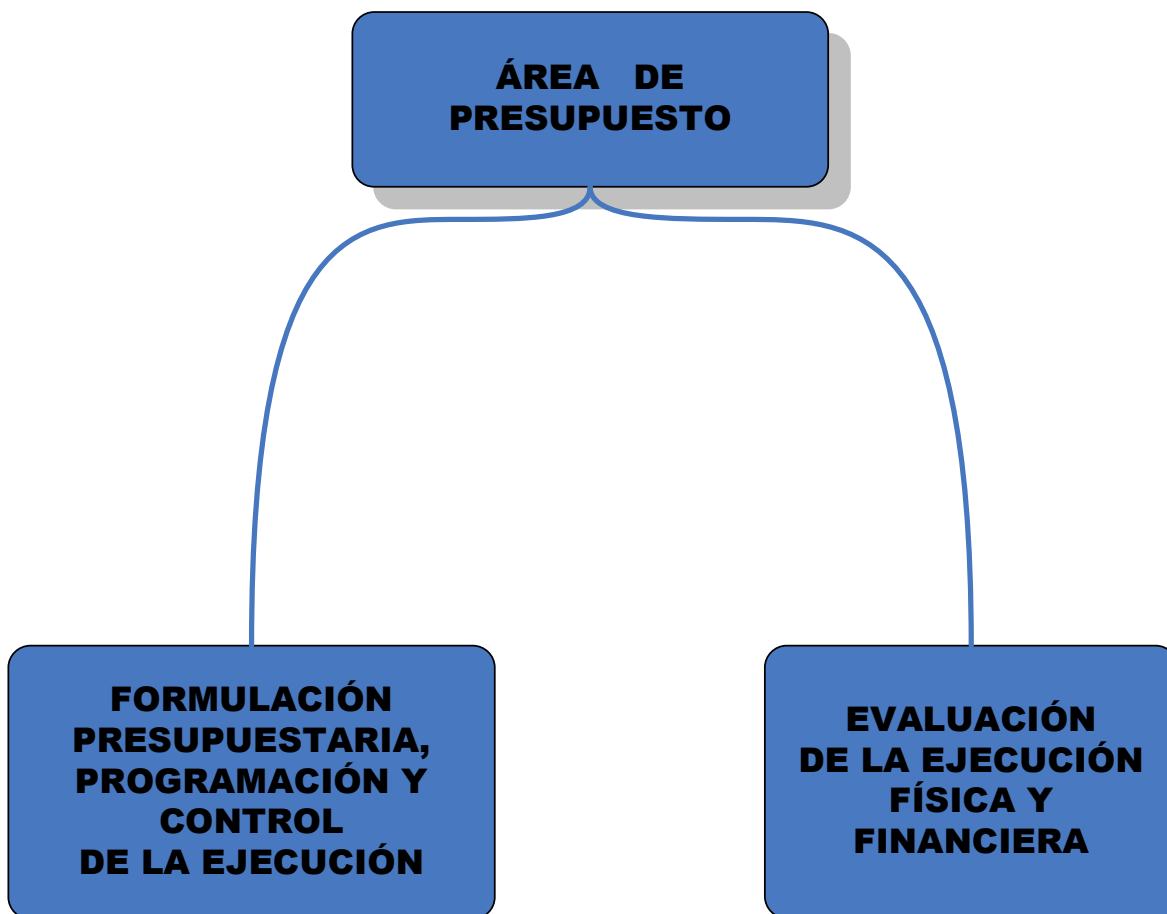 ÁREA DE
PRESUPUESTO
FORMULACIÓN
PRESUPUESTARIA,
PROGRAMACIÓN Y
CONTROL
DE LA EJECUCIÓN
EVALUACIÓN
DE LA EJECUCIÓN
FÍSICA Y
FINANCIERA